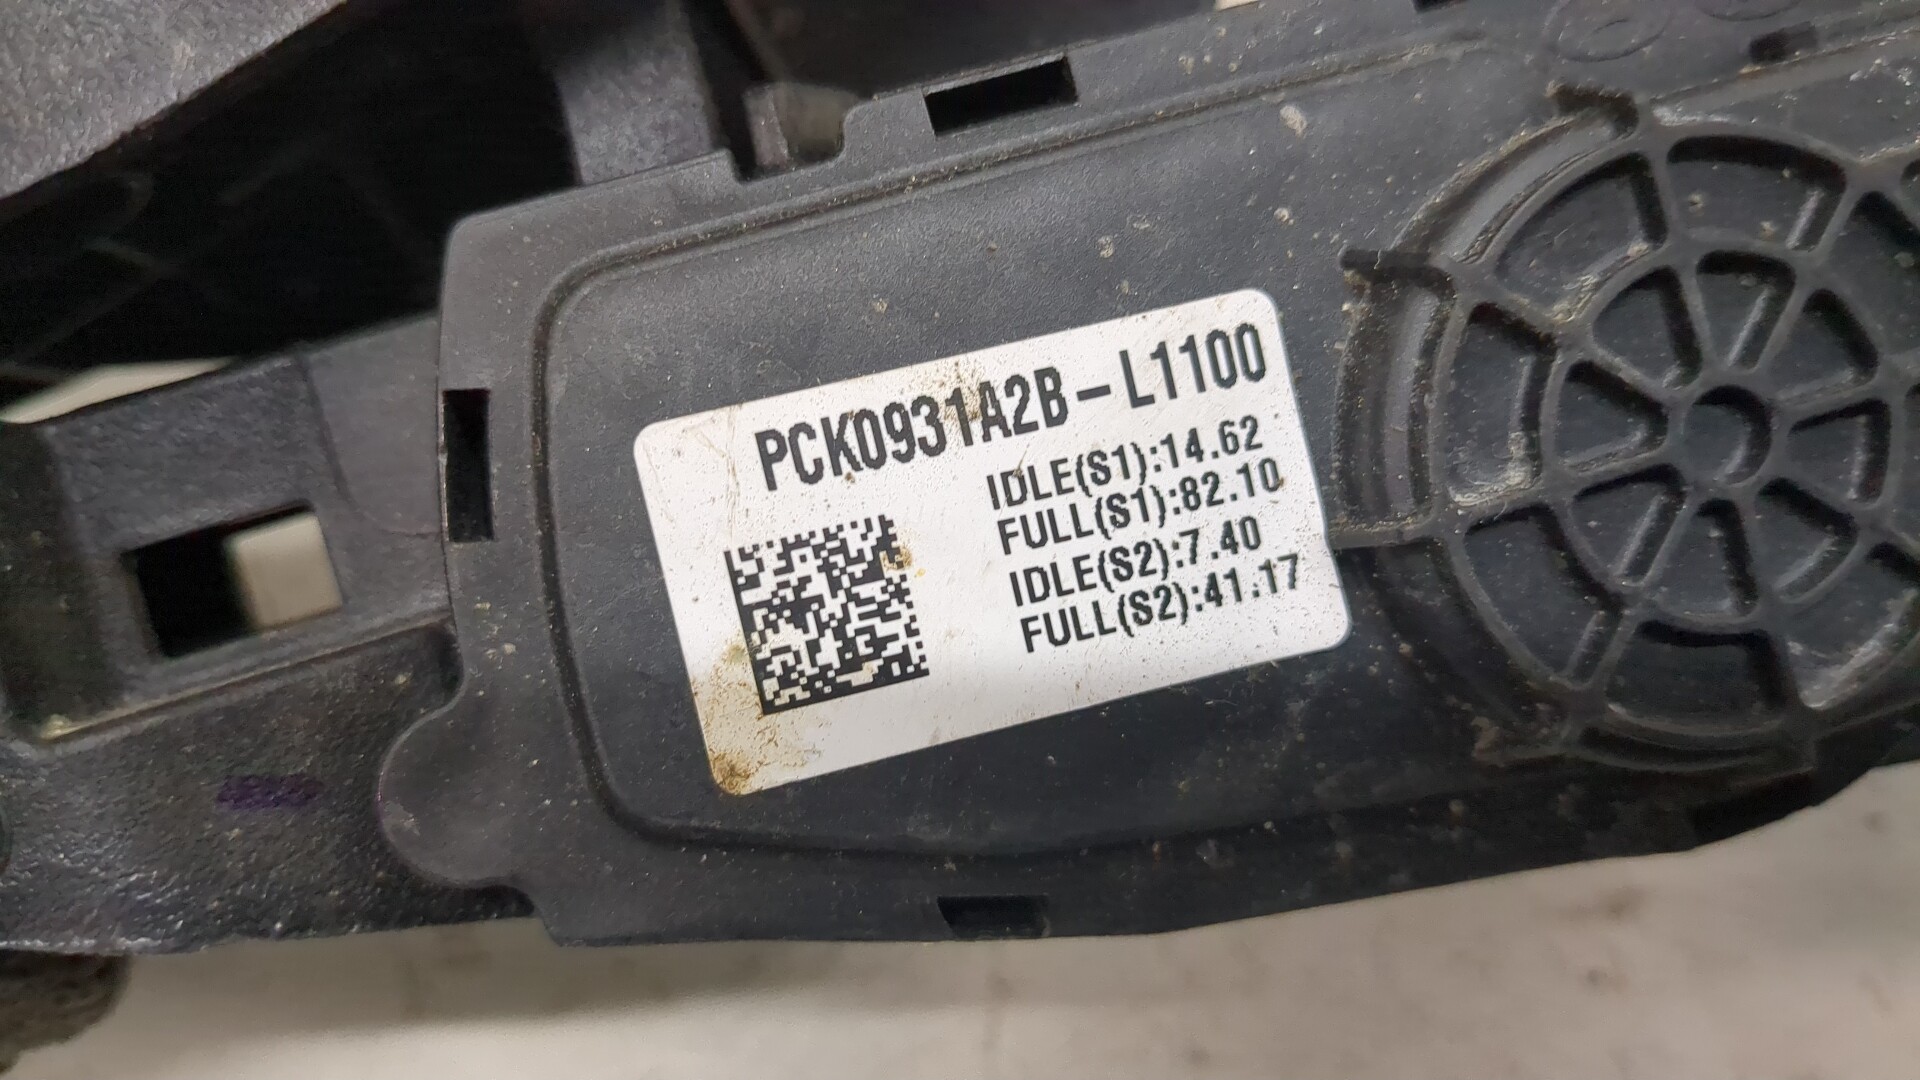 PCK0931A2B-L1100
IDLE(S1):14.62
FULL(S1):82.10
IDLE(S2):7.40
FULL(S2):41.17